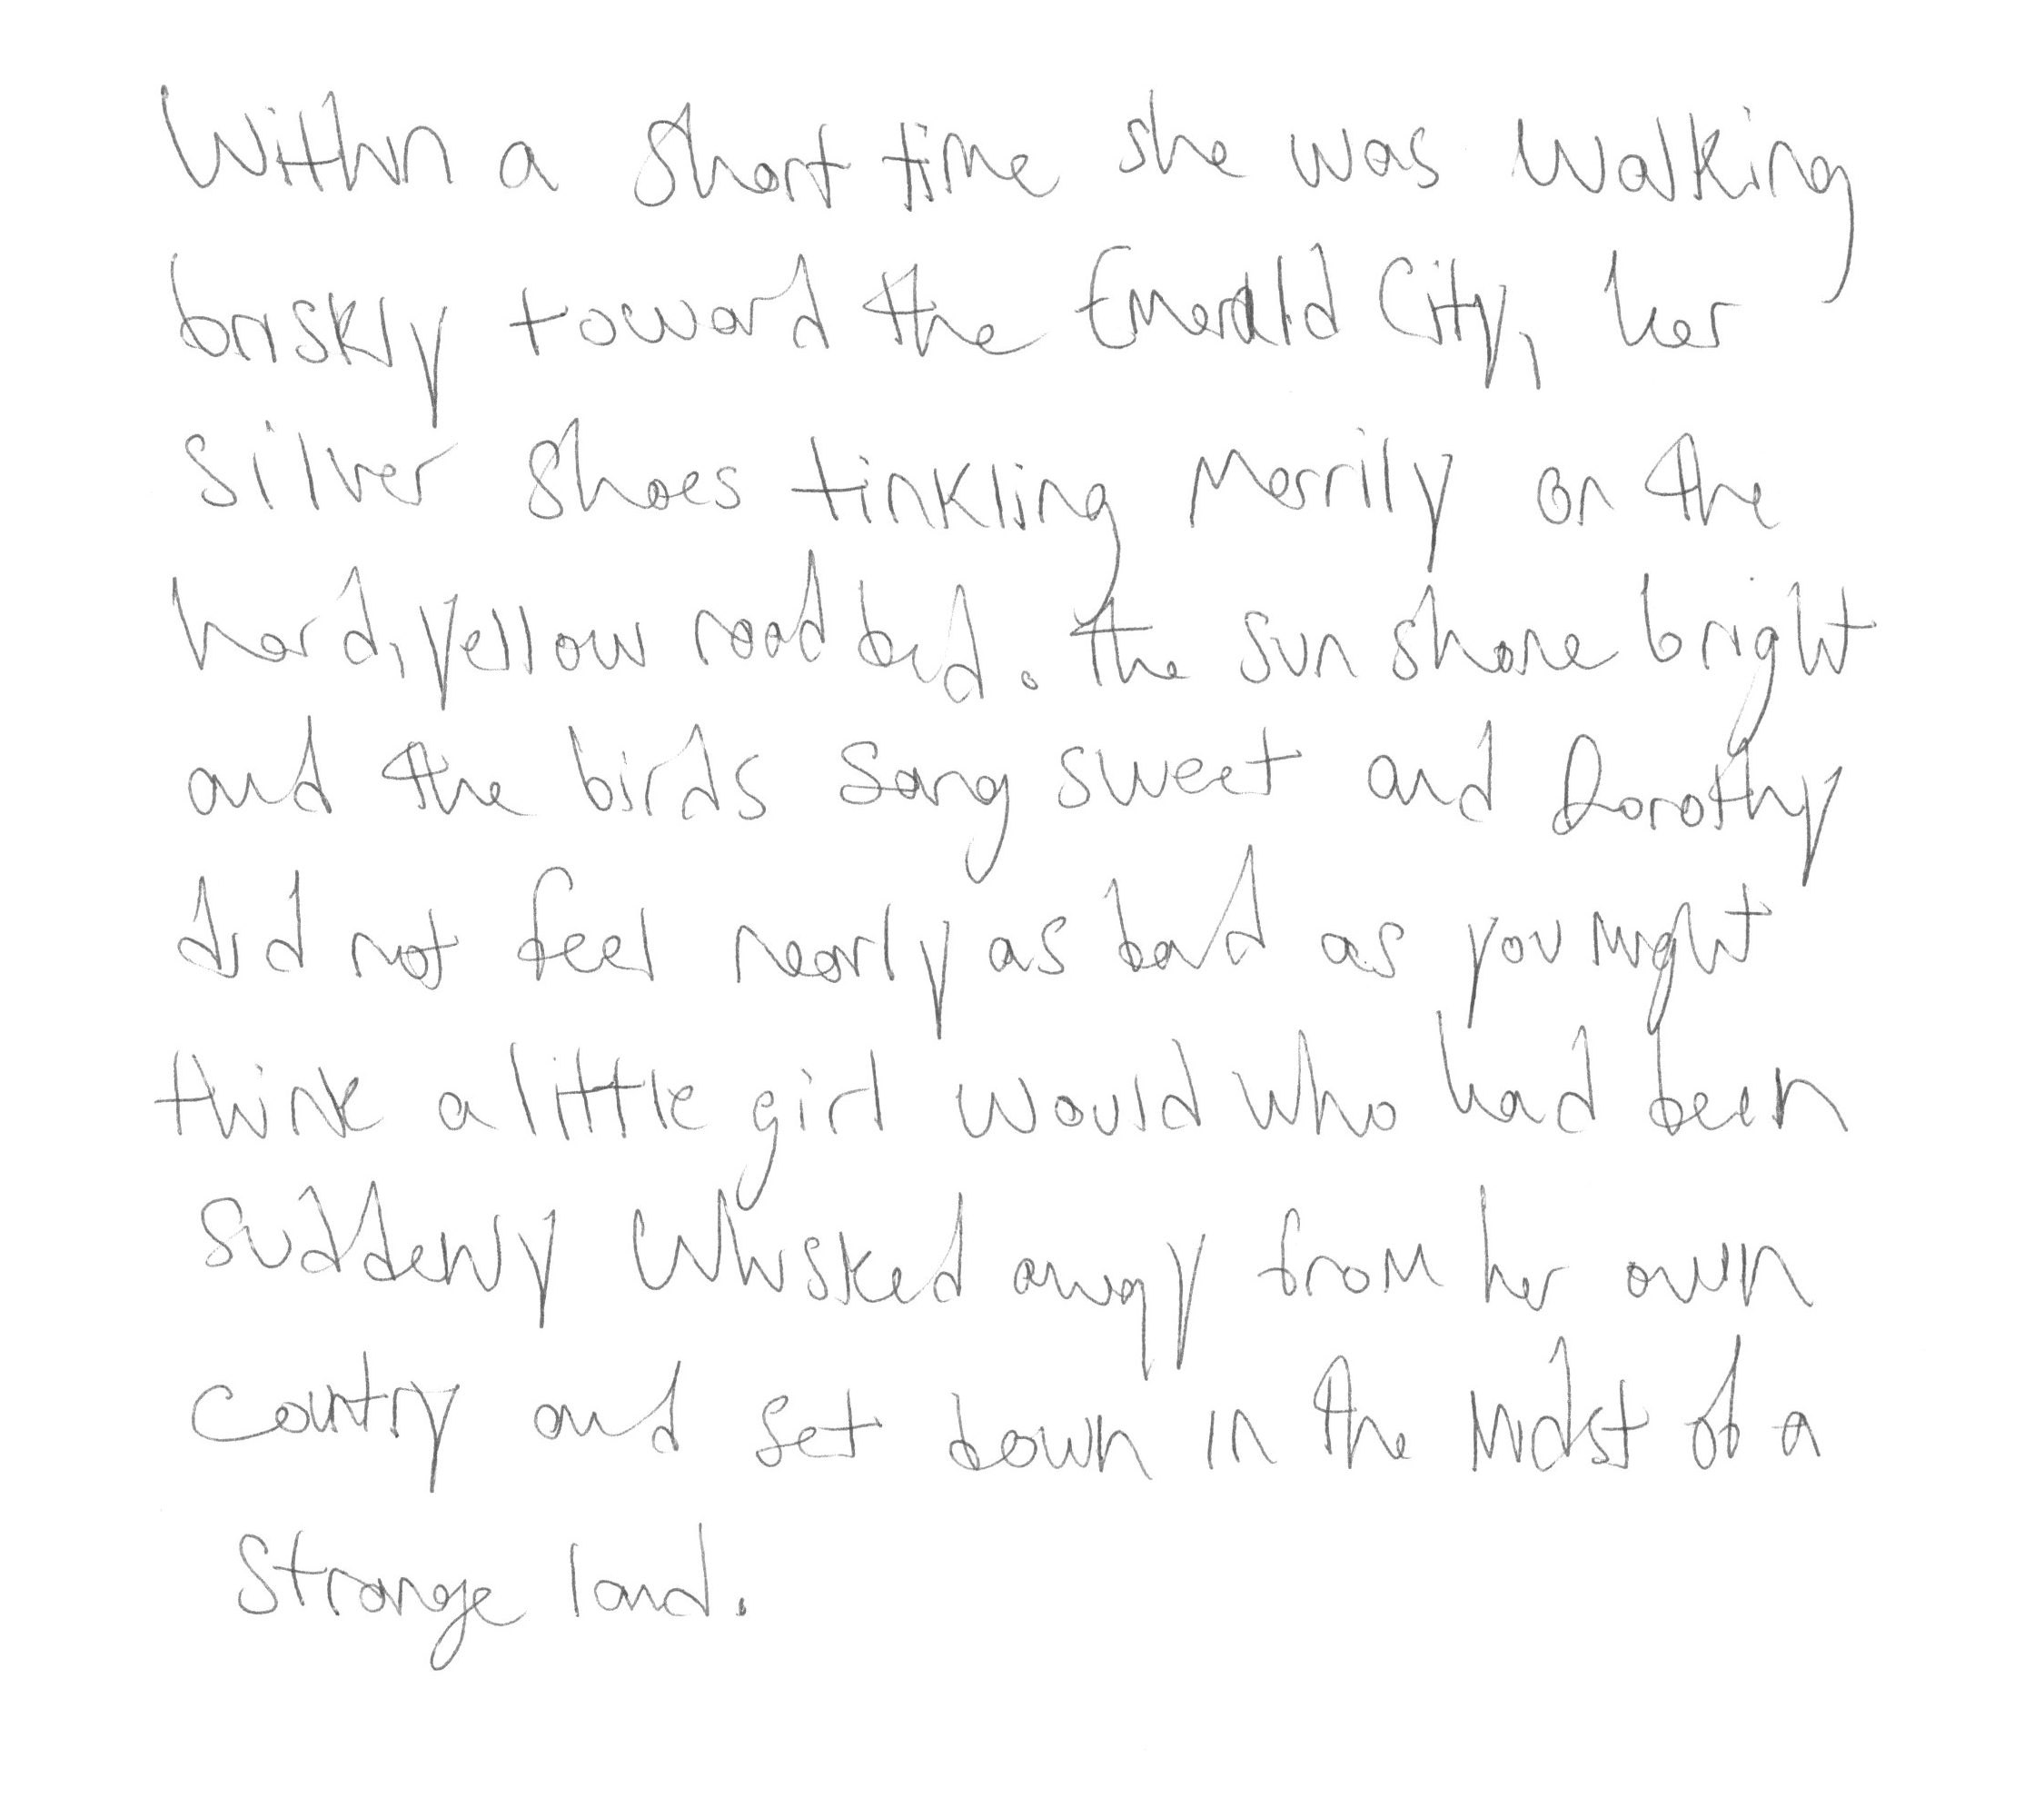 Within a short time she was walking
briskly toward the Emerald City, her
silver shoes tinkling merrily on the
hard, yellow road bed. The sun shone bright
and the birds sang sweet and Dorothy
did not feel nearly as bad as you might
think a little girl would who had been
suddenly whisked away from her own
country and set down in the midst of a
strange land.